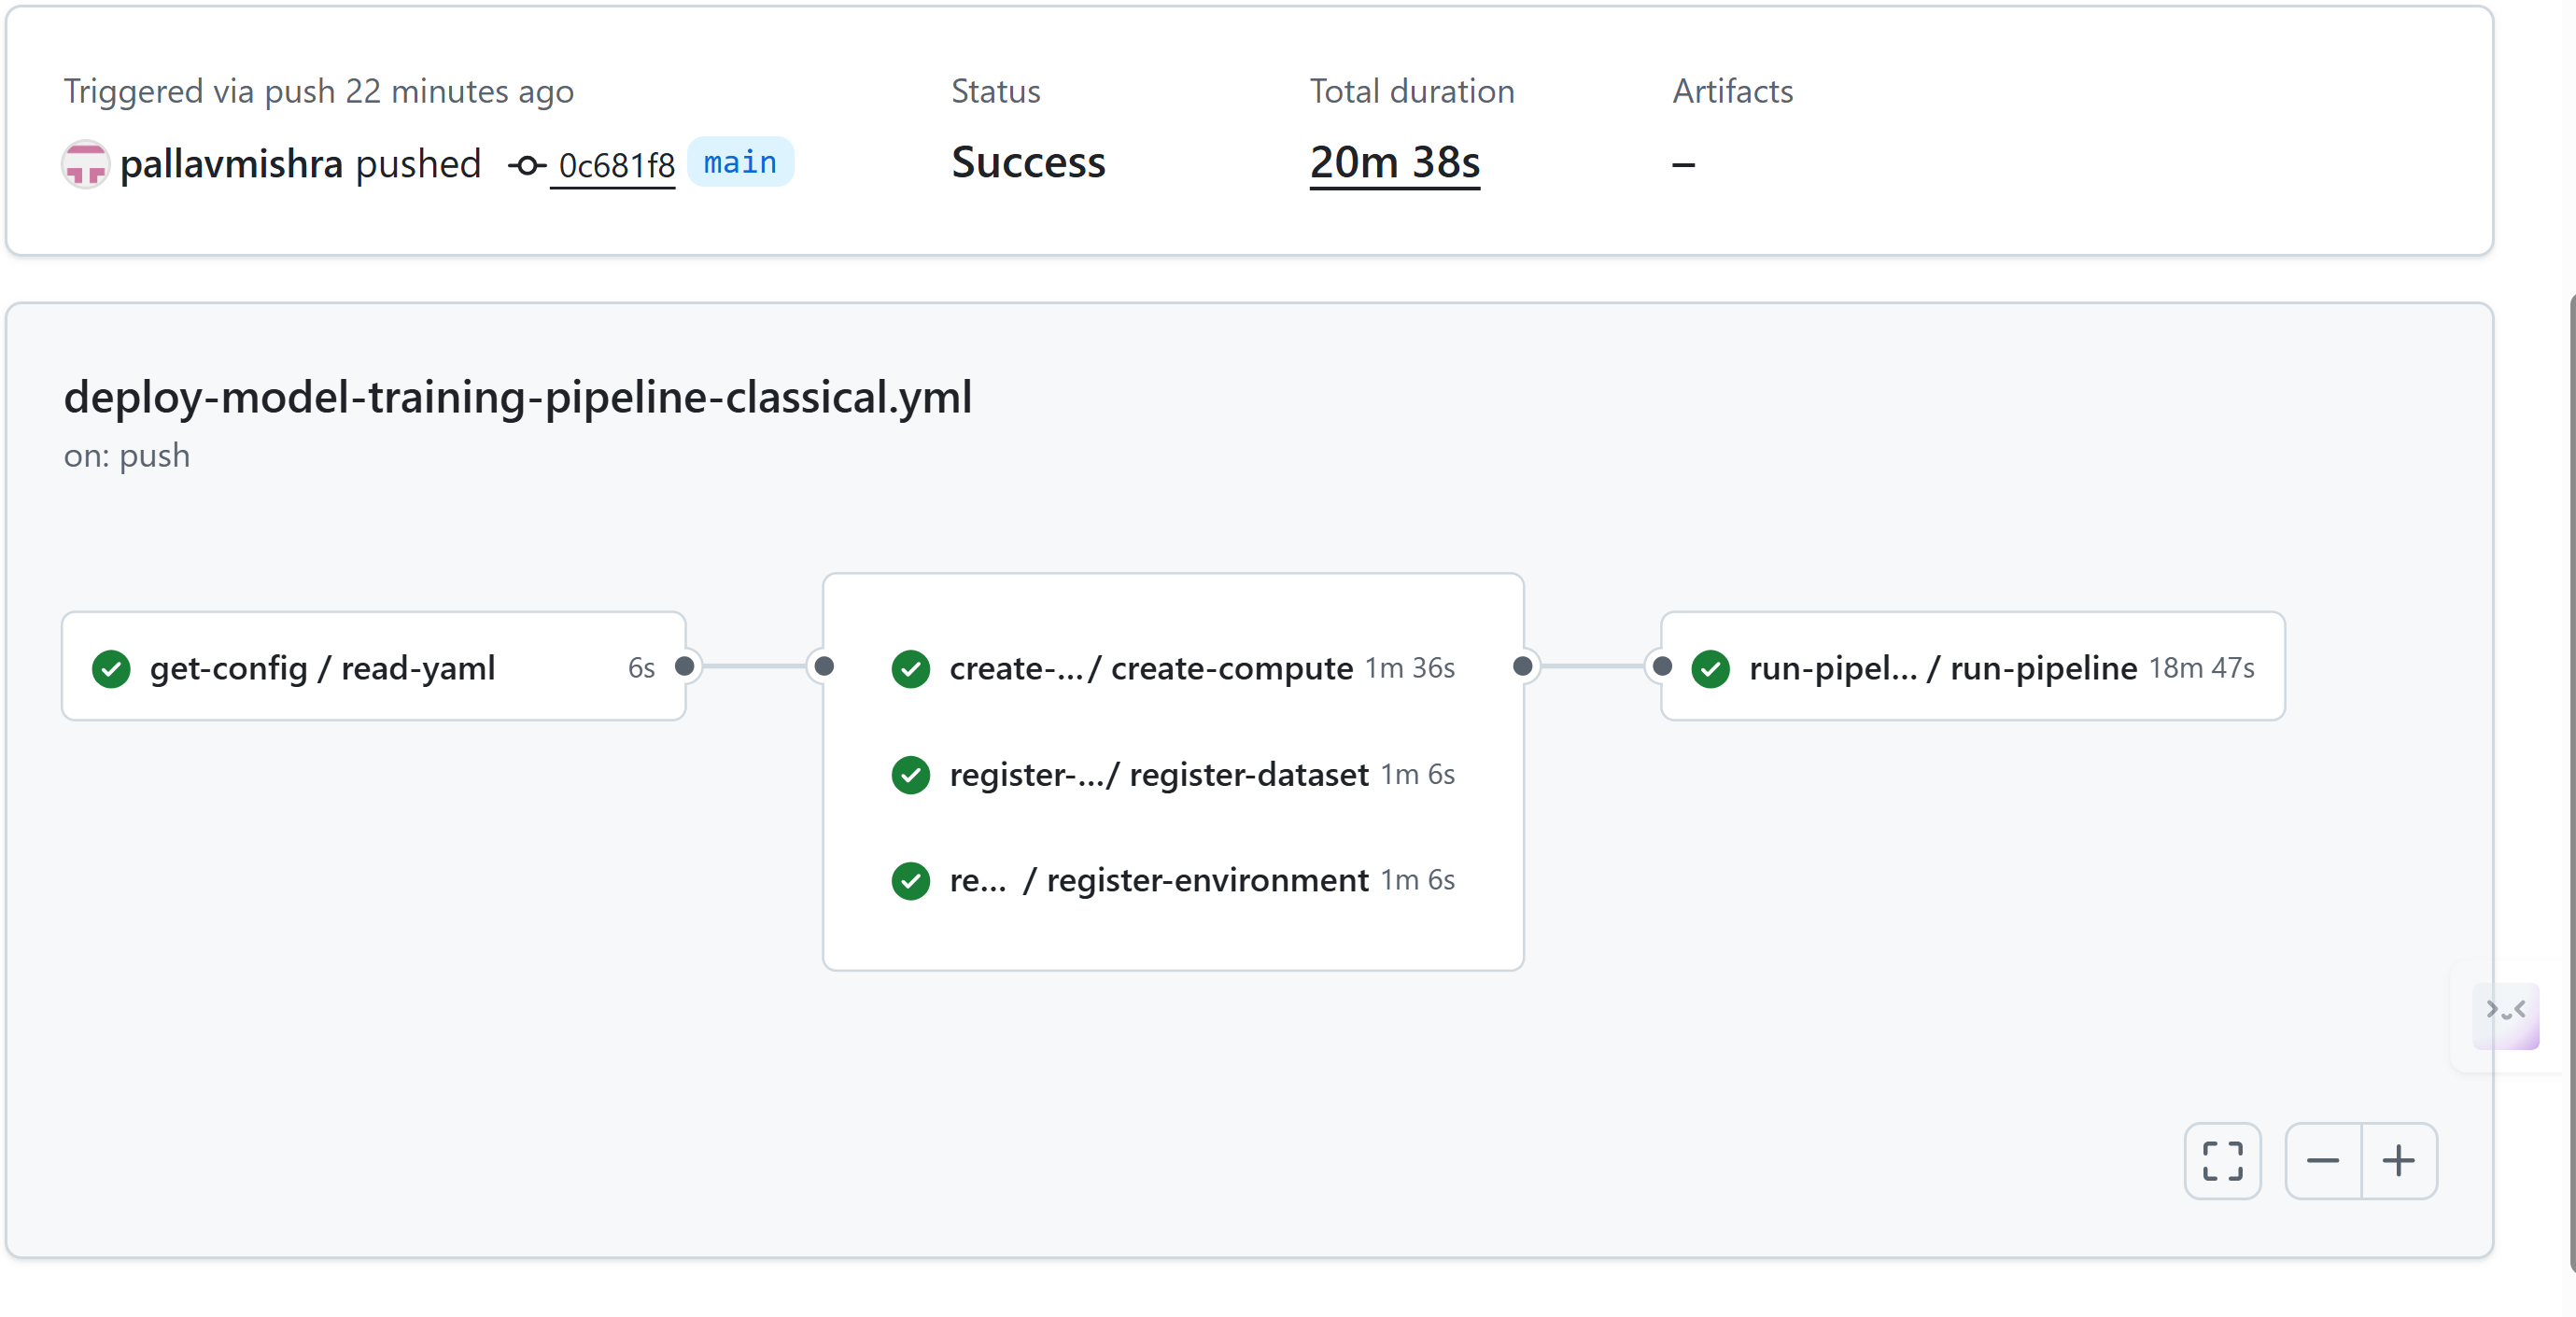 Triggered via push 22 minutes ago
pallavmishra pushed 0c681f8 main
Status
Success
Total duration
20m 38s
Artifacts
–
deploy-model-training-pipeline-classical.yml
on: push
get-config / read-yaml 6s
create-... / create-compute 1m 36s
register-.../ register-dataset 1m 6s
re... / register-environment 1m 6s
run-pipel... / run-pipeline 18m 47s